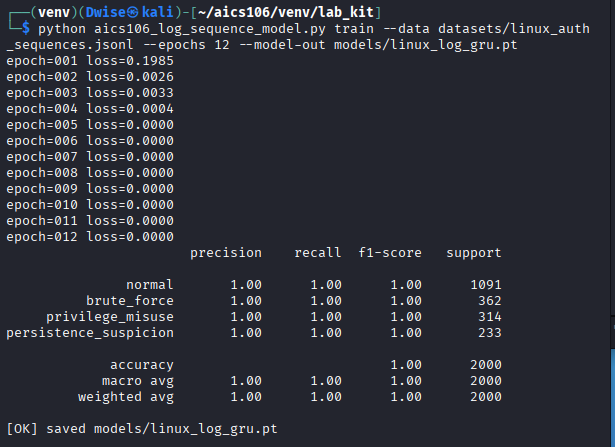 ┌──(venv)(Dwise㉿kali)-[~/aics106/venv/lab_kit]
└─$ python aics106_log_sequence_model.py train --data datasets/linux_auth
_sequences.jsonl --epochs 12 --model-out models/linux_log_gru.pt
epoch=001 loss=0.1985
epoch=002 loss=0.0026
epoch=003 loss=0.0033
epoch=004 loss=0.0004
epoch=005 loss=0.0000
epoch=006 loss=0.0000
epoch=007 loss=0.0000
epoch=008 loss=0.0000
epoch=009 loss=0.0000
epoch=010 loss=0.0000
epoch=011 loss=0.0000
epoch=012 loss=0.0000
precision recall f1-score support
normal 1.00 1.00 1.00 1091
brute_force 1.00 1.00 1.00 362
privilege_misuse 1.00 1.00 1.00 314
persistence_suspicion 1.00 1.00 1.00 233
accuracy 1.00 2000
macro avg 1.00 1.00 1.00 2000
weighted avg 1.00 1.00 1.00 2000
[OK] saved models/linux_log_gru.pt